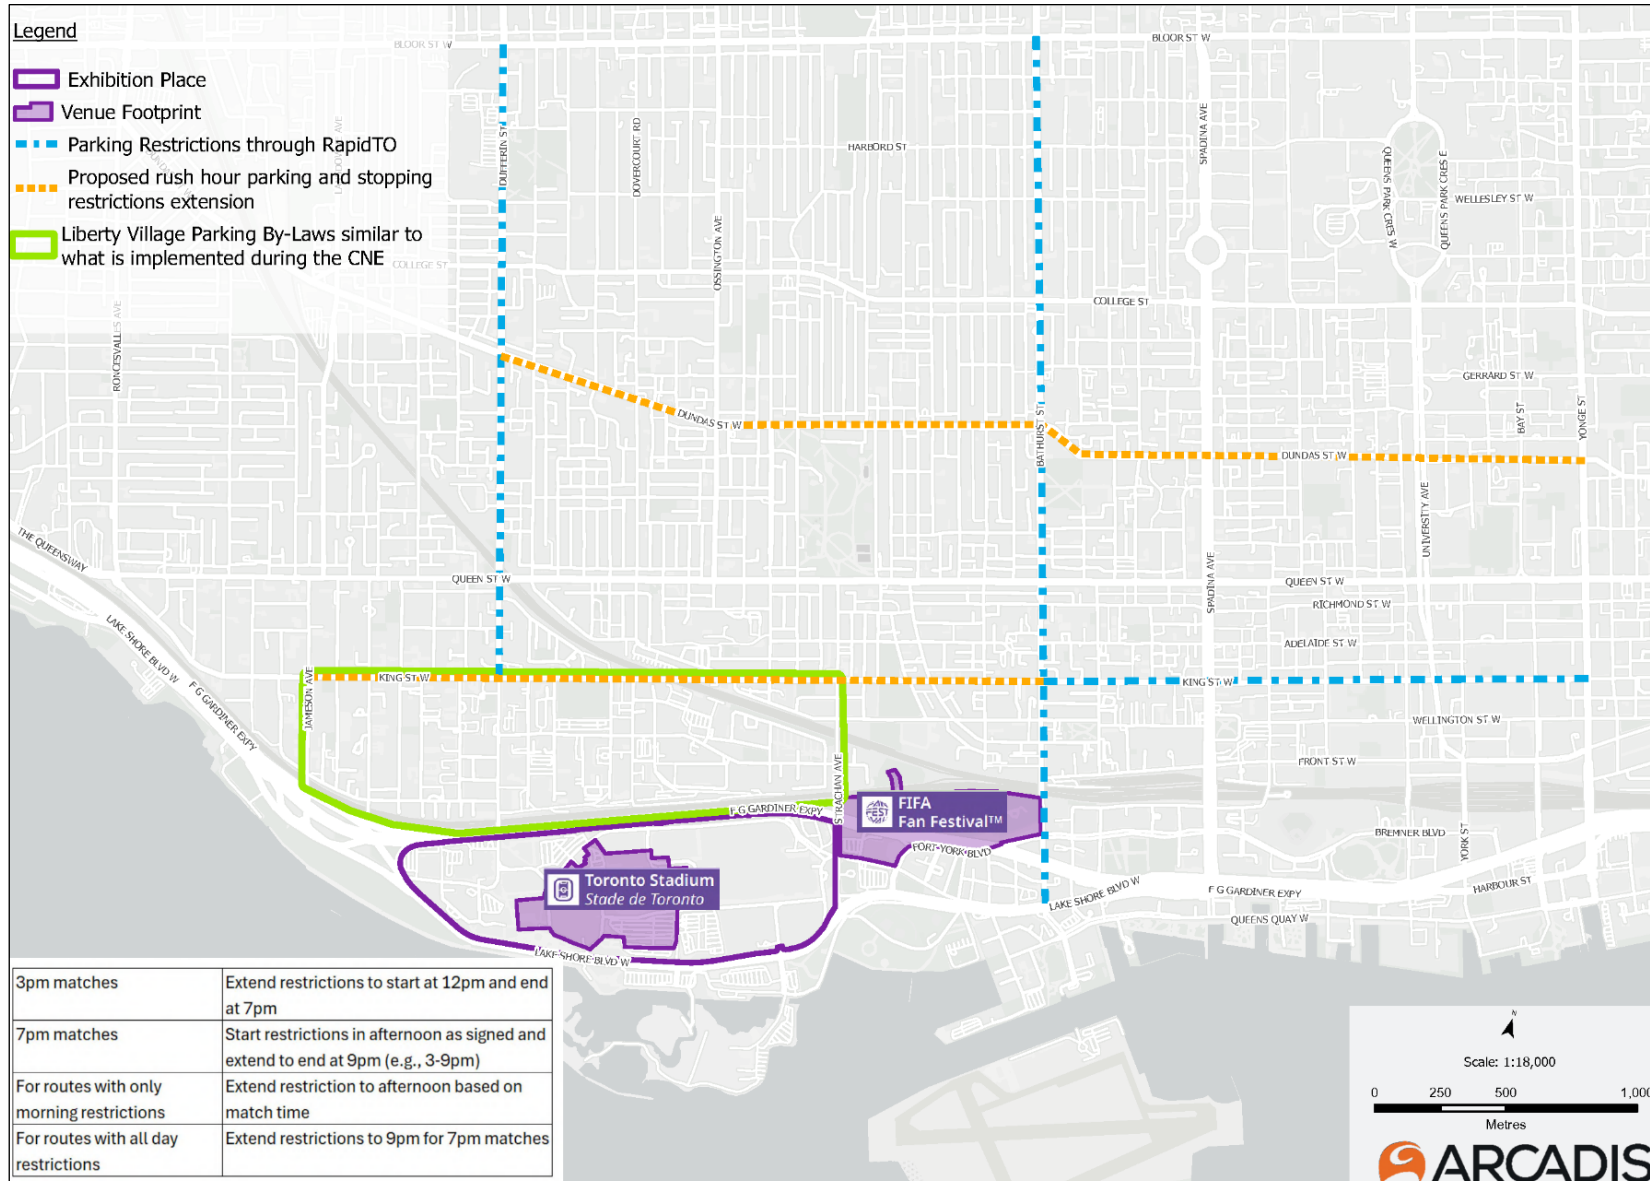 Legend
Exhibition Place
Venue Footprint
Parking Restrictions through RapidTO
Proposed rush hour parking and stopping
restrictions extension
Liberty Village Parking By-Laws similar to
what is implemented during the CNE
BLOOR ST W
BLOOR ST W
DUFFERIN ST
DOVERCOURT RD
OSSINGTON AVE
HARBORD ST
SPADINA AVE
QUEENS PARK CRES W
QUEENS PARK CRES E
WELLESLEY ST W
COLLEGE ST
COLLEGE ST
RONCESVALLES AVE
GERRARD ST W
BAY ST
YONGE ST
DUNDAS ST W
BATHURST ST
DUNDAS ST W
UNIVERSITY AVE
THE QUEENSWAY
QUEEN ST W
QUEEN ST W
SPADINA AVE
RICHMOND ST W
ADELAIDE ST W
LAKE SHORE BLVD W
F G GARDINER EXPY
JAMESON AVE
KING ST W
KING ST W
WELLINGTON ST W
FRONT ST W
STRACHAN AVE
F G GARDINER EXPY
FIFA
Fan Festival™
FORT YORK BLVD
BREMNER BLVD
YORK ST
Toronto Stadium
Stade de Toronto
LAKE SHORE BLVD W
F G GARDINER EXPY
HARBOUR ST
QUEENS QUAY W
LAKE SHORE BLVD W
3pm matches
Extend restrictions to start at 12pm and end
at 7pm
7pm matches
Start restrictions in afternoon as signed and
extend to end at 9pm (e.g., 3-9pm)
For routes with only
morning restrictions
Extend restriction to afternoon based on
match time
For routes with all day
restrictions
Extend restrictions to 9pm for 7pm matches
N
Scale: 1:18,000
0 250 500 1,000
Metres
ARCADIS